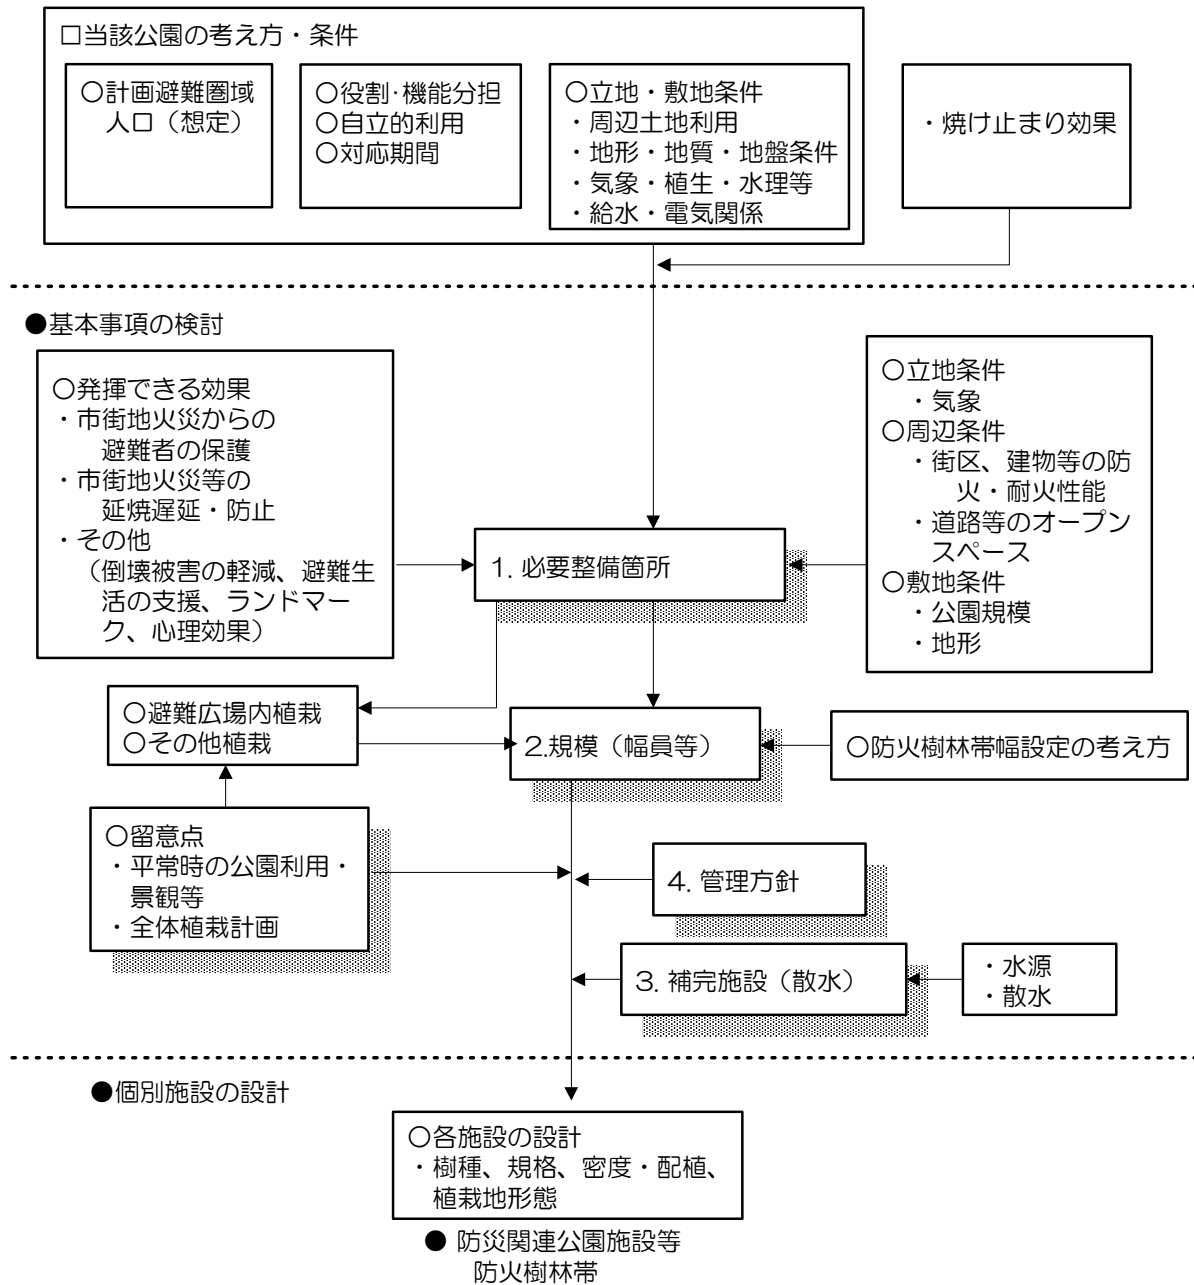 □当該公園の考え方・条件
○計画避難圏域
人口（想定）
○役割・機能分担
○自立的利用
○対応期間
○立地・敷地条件
・周辺土地利用
・地形・地質・地盤条件
・気象・植生・水理等
・給水・電気関係
・焼け止まり効果
●基本事項の検討
○発揮できる効果
・市街地火災からの
避難者の保護
・市街地火災等の
延焼遅延・防止
・その他
（倒壊被害の軽減、避難生
活の支援、ランドマー
ク、心理効果）
1. 必要整備箇所
○立地条件
・気象
○周辺条件
・街区、建物等の防
火・耐火性能
・道路等のオープン
スペース
○敷地条件
・公園規模
・地形
○避難広場内植栽
○その他植栽
2.規模（幅員等）
○防火樹林帯幅設定の考え方
○留意点
・平常時の公園利用・
景観等
・全体植栽計画
4. 管理方針
3. 補完施設（散水）
・水源
・散水
●個別施設の設計
○各施設の設計
・樹種、規格、密度・配植、
植栽地形態
● 防災関連公園施設等
防火樹林帯